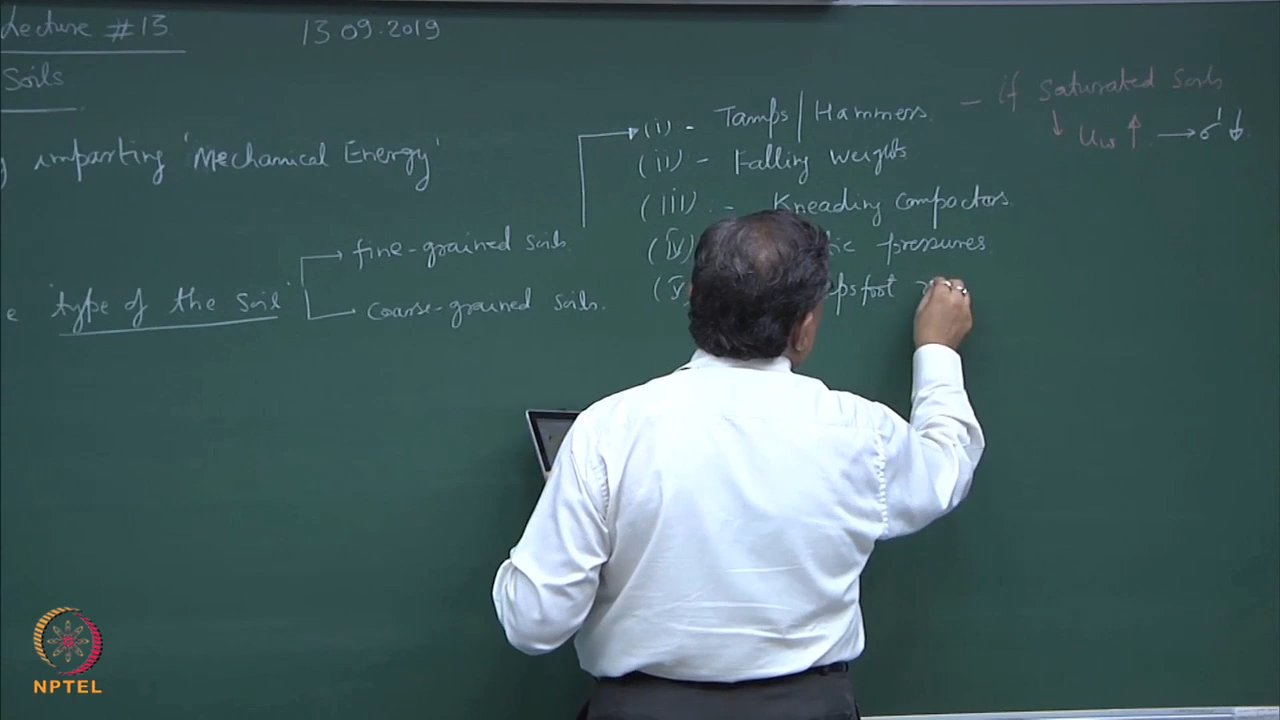 Lecture #13 13.09.2019
Soils
imparting 'Mechanical Energy'
type of the soil'
fine-grained soils
coarse-grained soils.
(i) - Tamps/Hammers - if saturated soils
↓ uw ↑ → σ' ↓
(ii) - Falling weights
(iii) - Kneading compactors.
(iv) pressures.
(v)
NPTEL